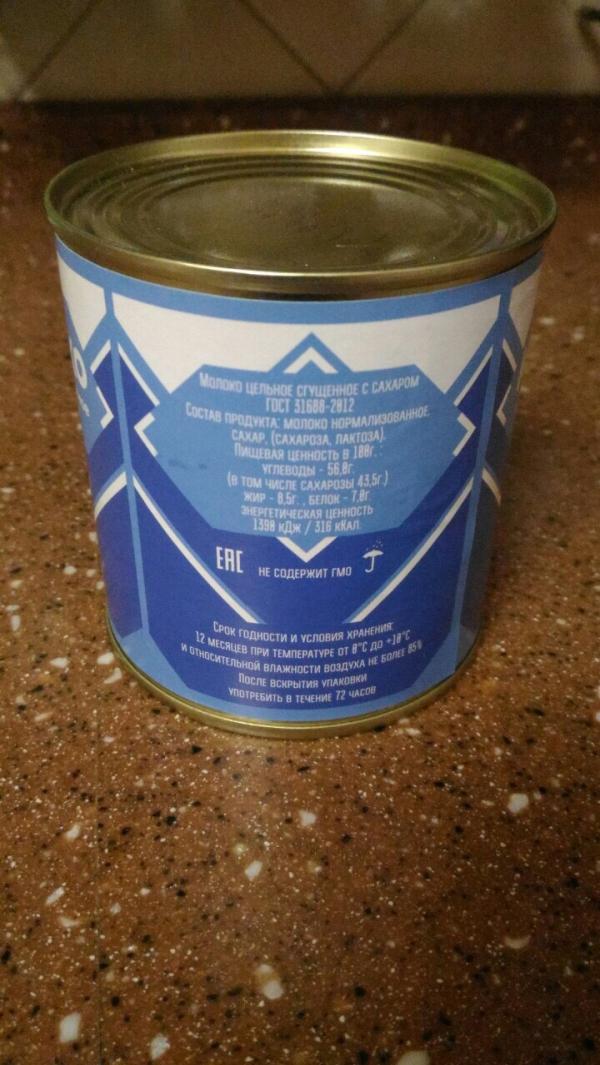 Молоко цельное сгущенное с сахаром
ГОСТ 31688-2012
Состав продукта: молоко нормализованное,
сахар, (сахароза, лактоза).
Пищевая ценность в 100г. :
углеводы - 56,0г.
(в том числе сахарозы 43,5г.)
жир - 8,5г. , белок - 7,0г
энергетическая ценность
1390 кДж / 316 кКал.
ЕАС
не содержит ГМО
Срок годности и условия хранения:
12 месяцев при температуре от 0°C до +10°C
и относительной влажности воздуха не более 85%
После вскрытия упаковки
употребить в течение 72 часов